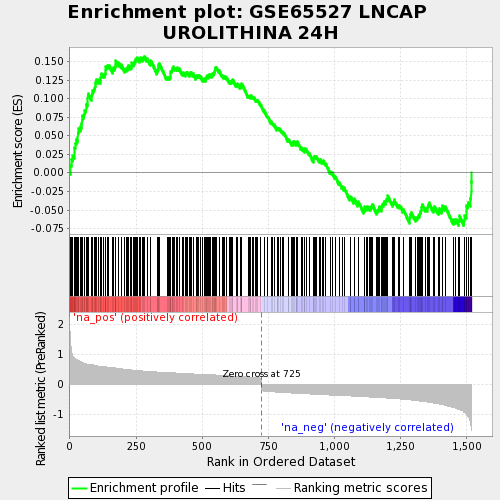 Enrichment plot: GSE65527 LNCAP
UROLITHINA 24H
Enrichment score (ES)
0.150
0.125
0.100
0.075
0.050
0.025
0.000
-0.025
-0.050
-0.075
'na_pos' (positively correlated)
Ranked list metric (PreRanked)
2
1
0
-1
Zero cross at 725
'na_neg' (negatively correlated)
0
250
500
750
1,000
1,250
1,500
Rank in Ordered Dataset
Enrichment profile
Hits
Ranking metric scores